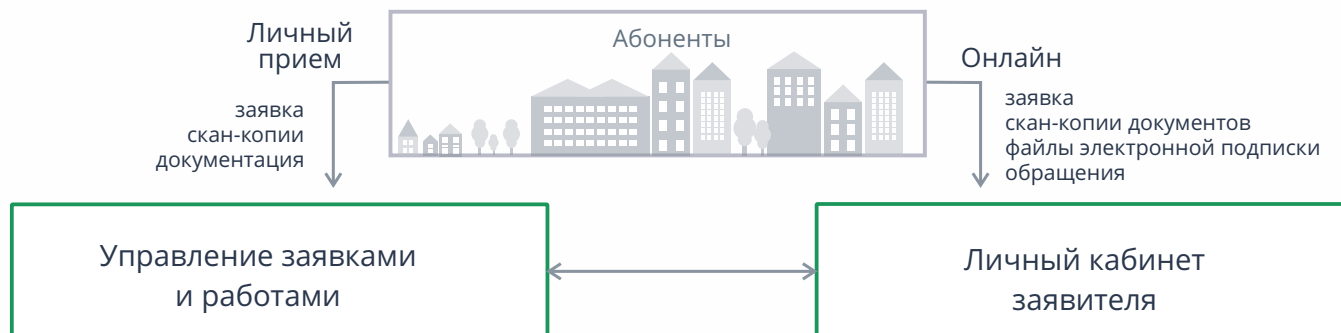 Абоненты
Личный
прием
заявка
скан-копии
документация
Онлайн
заявка
скан-копии документов
файлы электронной подписки
обращения
Управление заявками
и работами
Личный кабинет
заявителя